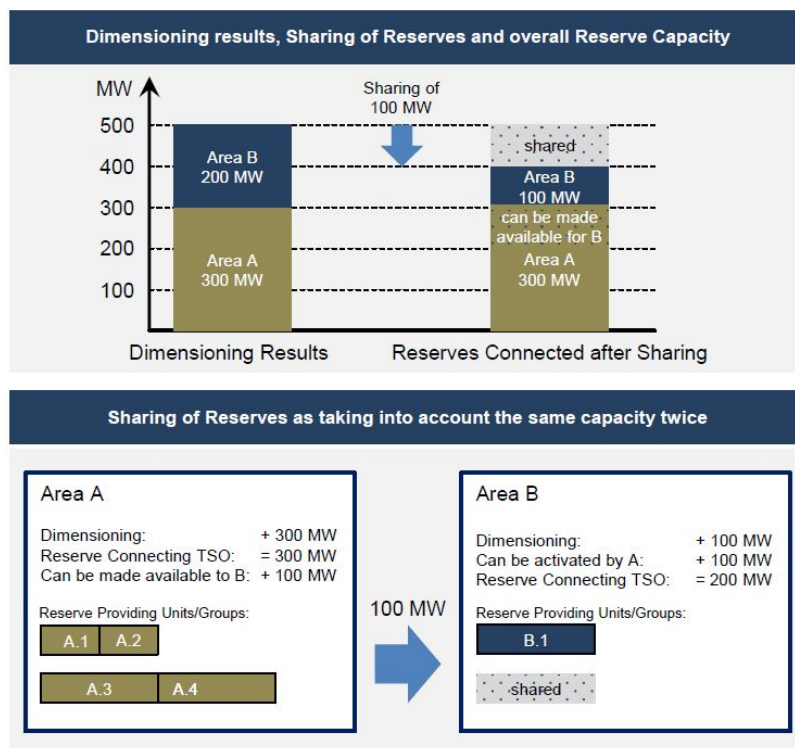 Dimensioning results, Sharing of Reserves and overall Reserve Capacity
MW
Sharing of
100 MW
500
400
300
200
100
Area B
200 MW
Area A
300 MW
shared
Area B
100 MW
can be made
available for B
Area A
300 MW
Dimensioning Results
Reserves Connected after Sharing
Sharing of Reserves as taking into account the same capacity twice
Area A
Dimensioning: + 300 MW
Reserve Connecting TSO: = 300 MW
Can be made available to B: + 100 MW
Reserve Providing Units/Groups:
A.1 A.2
A.3 A.4
100 MW
Area B
Dimensioning: + 100 MW
Can be activated by A: + 100 MW
Reserve Connecting TSO: = 200 MW
Reserve Providing Units/Groups:
B.1
shared